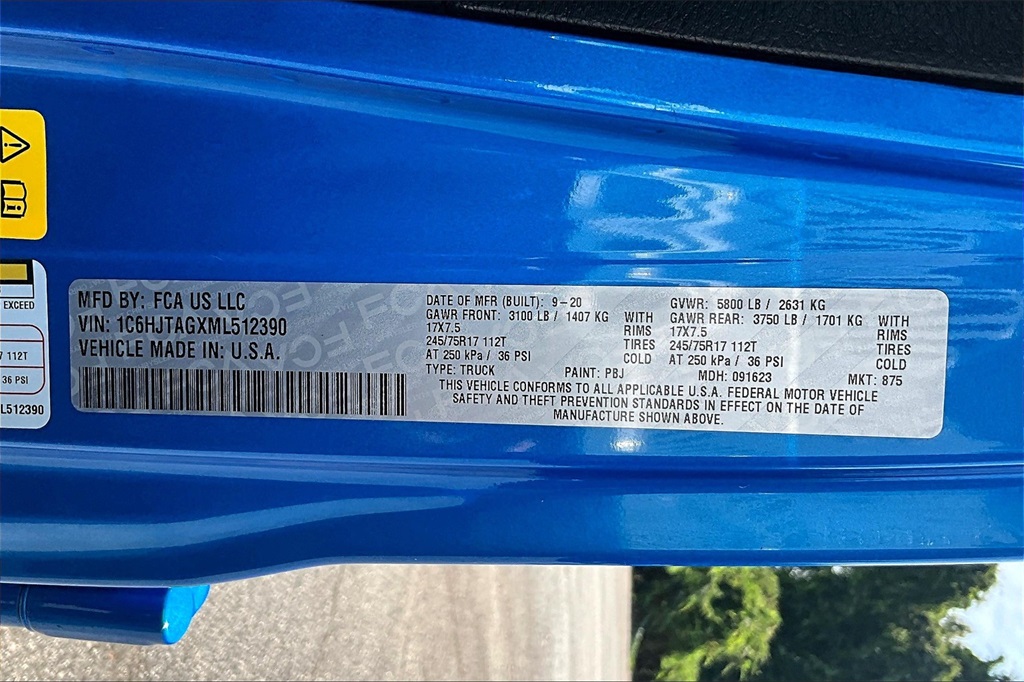 MFD BY: FCA US LLC
VIN: 1C6HJTAGXML512390
VEHICLE MADE IN: U.S.A.
DATE OF MFR (BUILT): 9-20 GVWR: 5800 LB / 2631 KG
GAWR FRONT: 3100 LB / 1407 KG WITH GAWR REAR: 3750 LB / 1701 KG WITH
17X7.5 RIMS 17X7.5 RIMS
245/75R17 112T TIRES 245/75R17 112T TIRES
AT 250 kPa / 36 PSI COLD AT 250 kPa / 36 PSI COLD
TYPE: TRUCK PAINT: PBJ MDH: 091623 MKT: 875
THIS VEHICLE CONFORMS TO ALL APPLICABLE U.S.A. FEDERAL MOTOR VEHICLE
SAFETY AND THEFT PREVENTION STANDARDS IN EFFECT ON THE DATE OF
MANUFACTURE SHOWN ABOVE.
EXCEED
112T
36 PSI
L512390